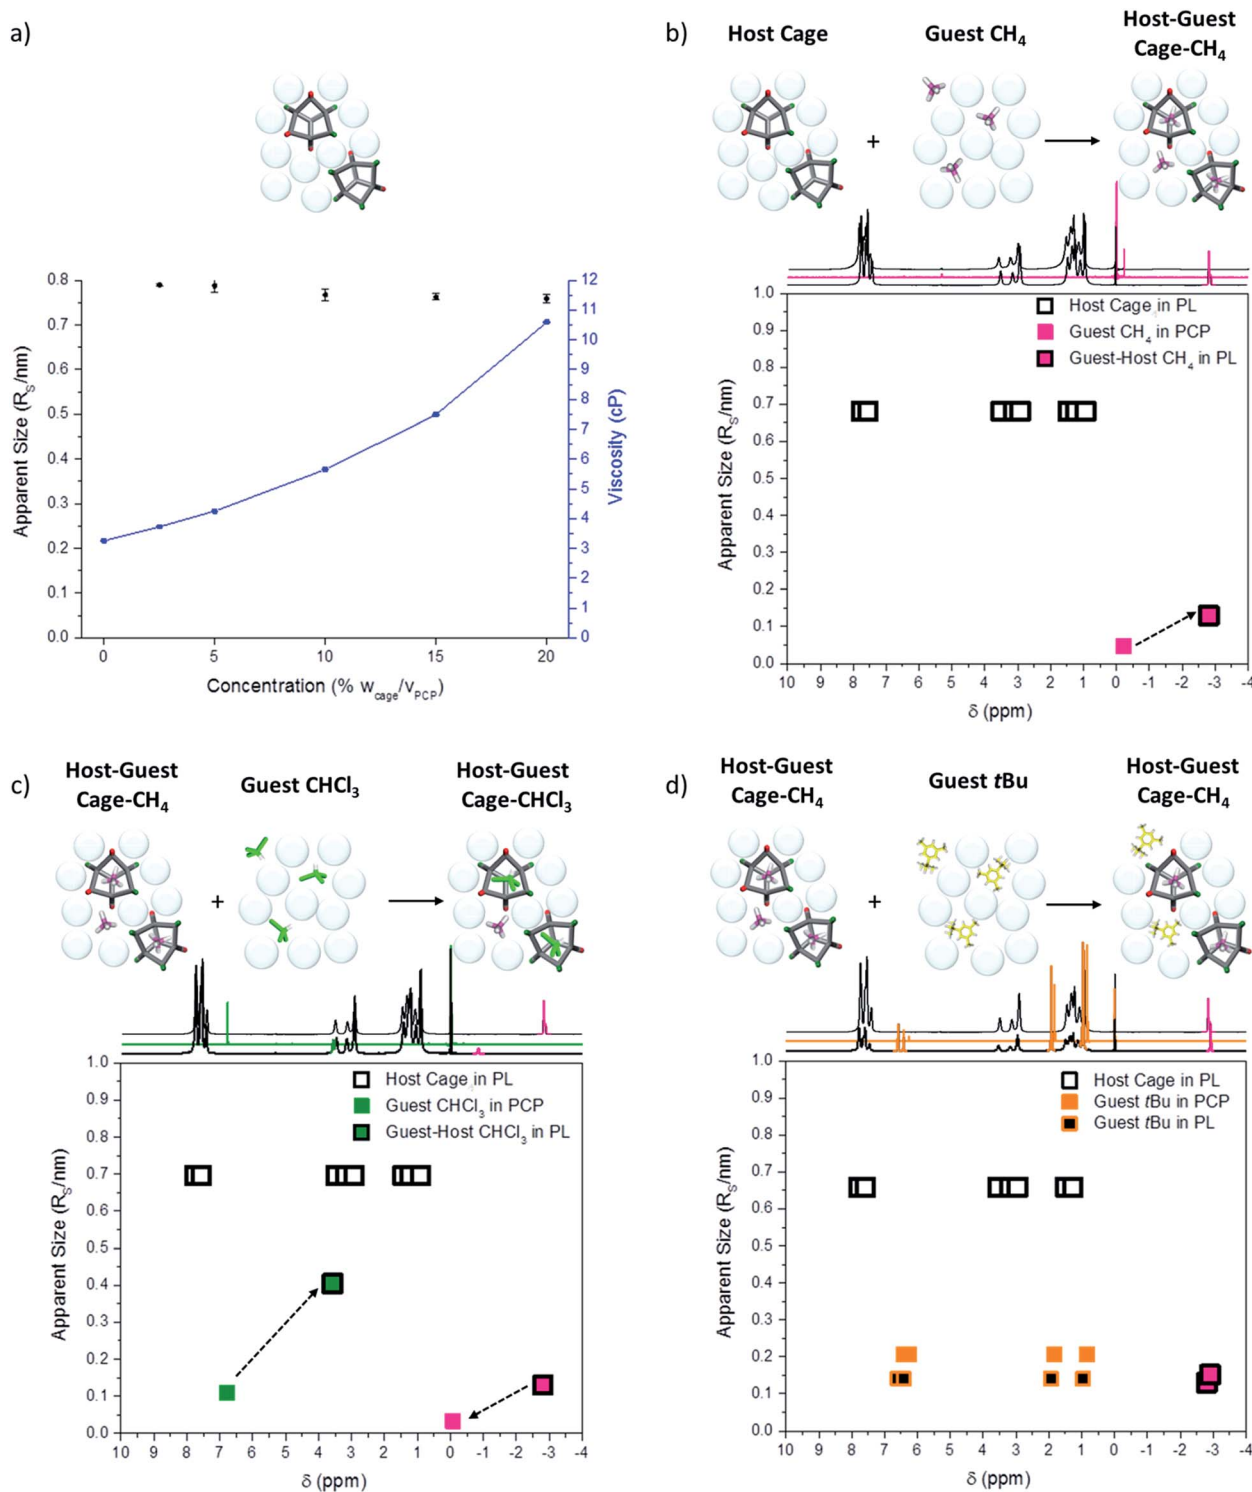 a)
0.8
0.7
0.6
0.5
0.4
0.3
0.2
0.1
0.0
Apparent Size (R_S/nm)
12
11
10
9
8
7
6
5
4
3
2
1
0
Viscosity (cP)
0 5 10 15 20
Concentration (% w_cage/v_PCP)
b)
Host Cage
Guest CH₄
Host-Guest
Cage-CH₄
+
1.0
0.9
0.8
0.7
0.6
0.5
0.4
0.3
0.2
0.1
0.0
Apparent Size (R_S/nm)
Host Cage in PL
Guest CH₄ in PCP
Guest-Host CH₄ in PL
10 9 8 7 6 5 4 3 2 1 0 -1 -2 -3 -4
δ (ppm)
c)
Host-Guest
Cage-CH₄
Guest CHCl₃
Host-Guest
Cage-CHCl₃
+
1.0
0.9
0.8
0.7
0.6
0.5
0.4
0.3
0.2
0.1
0.0
Apparent Size (R_S/nm)
Host Cage in PL
Guest CHCl₃ in PCP
Guest-Host CHCl₃ in PL
10 9 8 7 6 5 4 3 2 1 0 -1 -2 -3 -4
δ (ppm)
d)
Host-Guest
Cage-CH₄
Guest tBu
Host-Guest
Cage-CH₄
+
1.0
0.9
0.8
0.7
0.6
0.5
0.4
0.3
0.2
0.1
0.0
Apparent Size (R_S/nm)
Host Cage in PL
Guest tBu in PCP
Guest tBu in PL
10 9 8 7 6 5 4 3 2 1 0 -1 -2 -3 -4
δ (ppm)